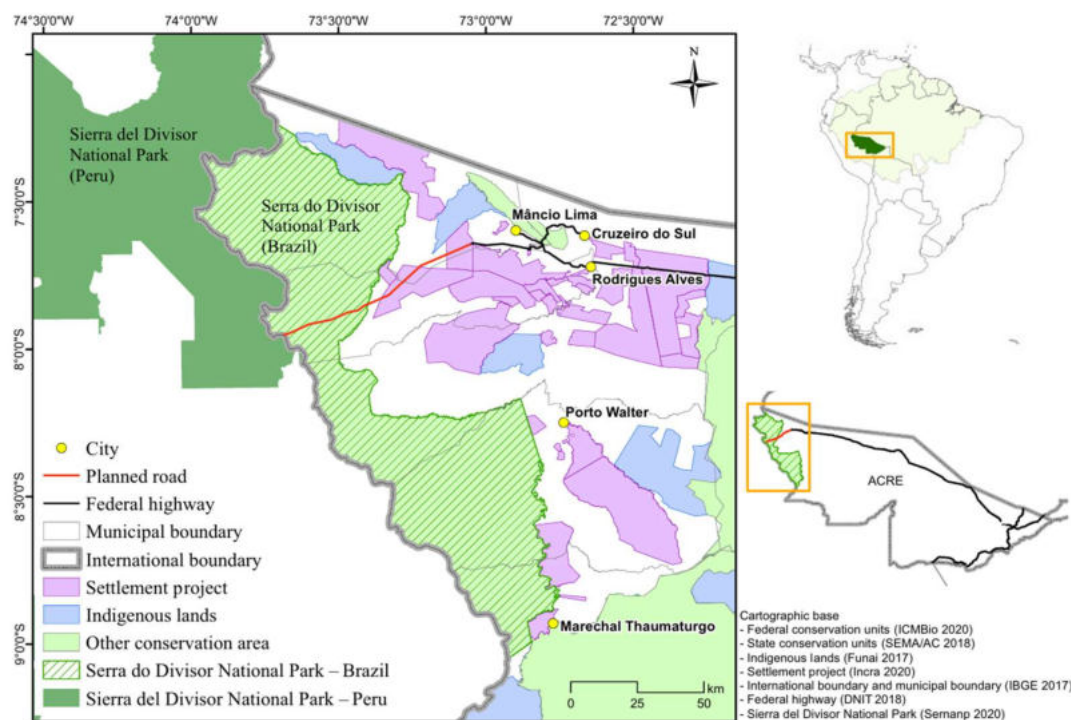 74°30'0"W 74°0'0"W 73°30'0"W 73°0'0"W 72°30'0"W
N
Sierra del Divisor
National Park
(Peru)
7°30'0"S
Serra do Divisor
National Park
(Brazil)
Mâncio Lima
Cruzeiro do Sul
Rodrigues Alves
8°0'0"S
Porto Walter
8°30'0"S
Marechal Thaumaturgo
9°0'0"S
0 25 50
km
City
Planned road
Federal highway
Municipal boundary
International boundary
Settlement project
Indigenous lands
Other conservation area
Serra do Divisor National Park – Brazil
Sierra del Divisor National Park – Peru
ACRE
Cartographic base
- Federal conservation units (ICMBio 2020)
- State conservation units (SEMA/AC 2018)
- Indigenous lands (Funai 2017)
- Settlement project (Incra 2020)
- International boundary and municipal boundary (IBGE 2017)
- Federal highway (DNIT 2018)
- Sierra del Divisor National Park (Sernanp 2020)